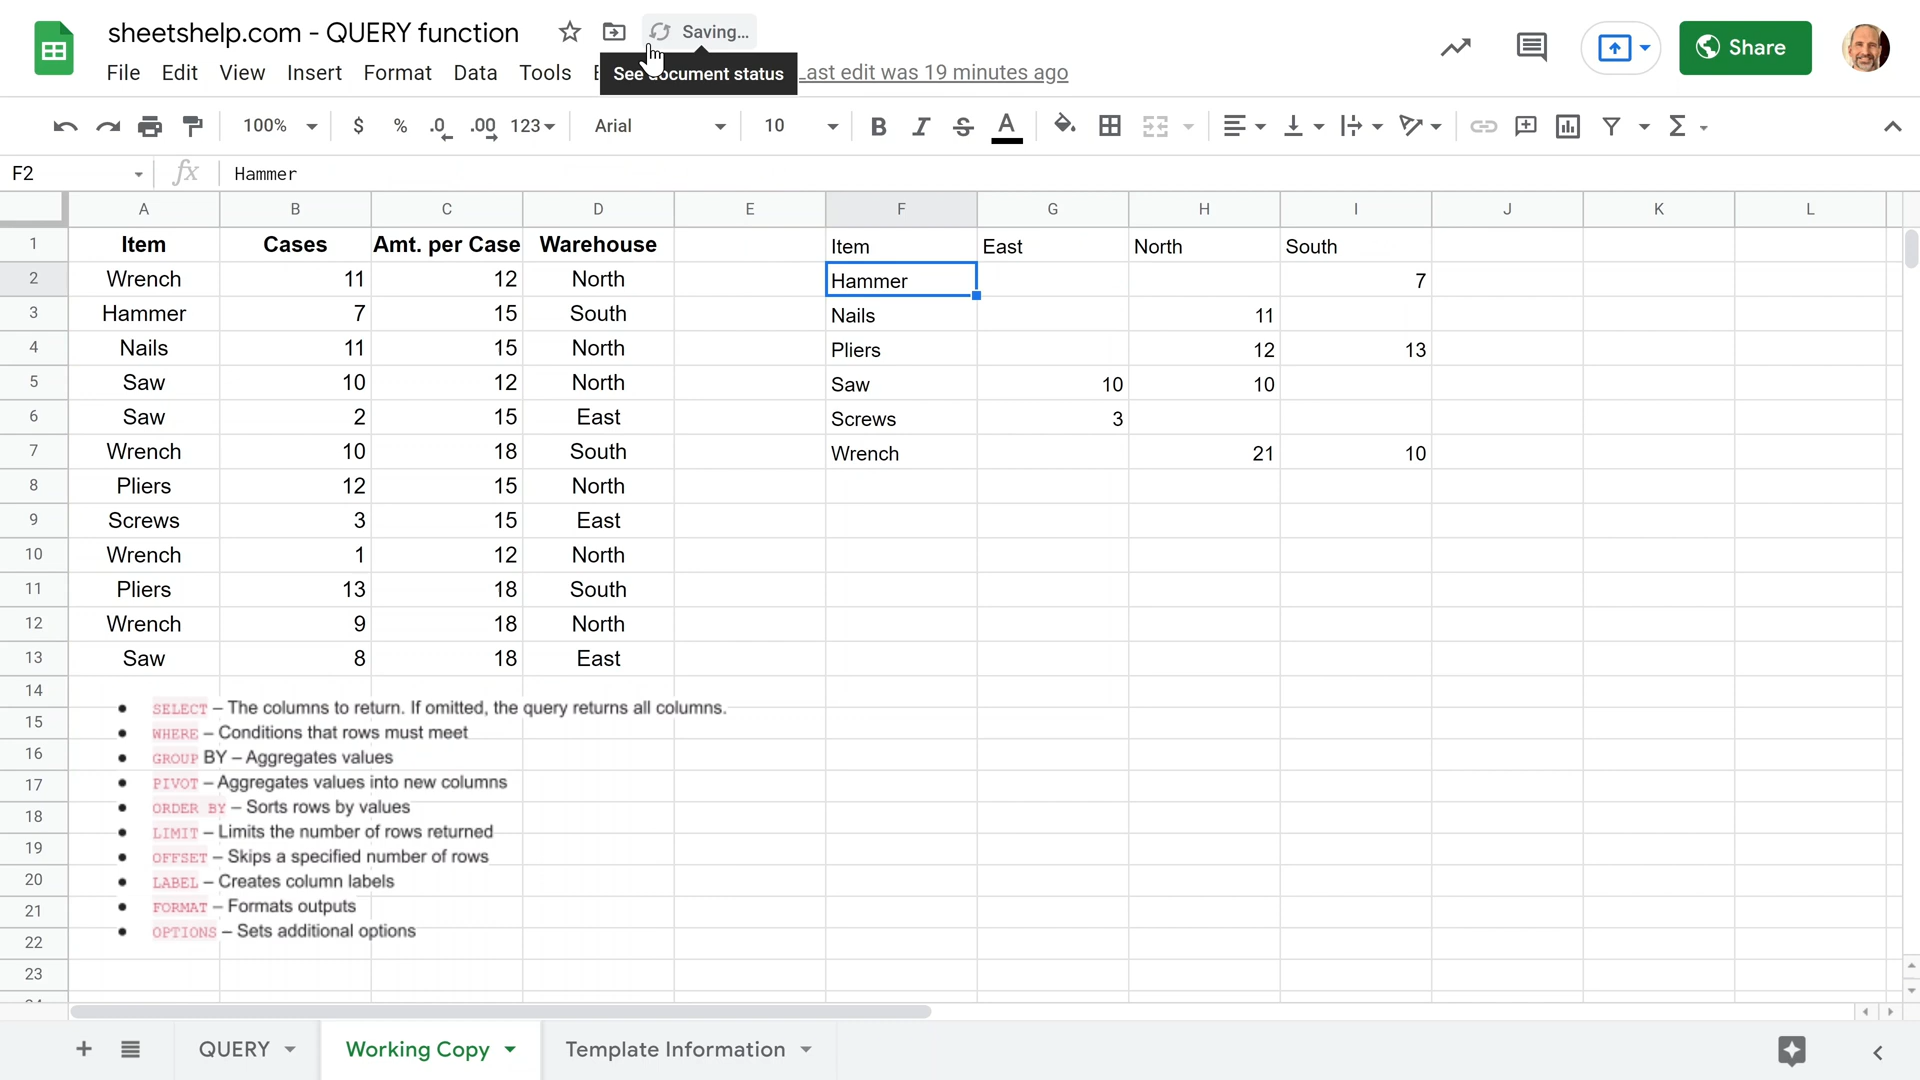 sheetshelp.com - QUERY function
Saving…
File Edit View Insert Format Data Tools
See document status
Last edit was 19 minutes ago
Share
100% $ % .0 .00 123 Arial 10 B I S A
F2 fx Hammer
A B C D E F G H I J K L
1 Item Cases Amt. per Case Warehouse Item East North South
2 Wrench 11 12 North Hammer 7
3 Hammer 7 15 South Nails 11
4 Nails 11 15 North Pliers 12 13
5 Saw 10 12 North Saw 10 10
6 Saw 2 15 East Screws 3
7 Wrench 10 18 South Wrench 21 10
8 Pliers 12 15 North
9 Screws 3 15 East
10 Wrench 1 12 North
11 Pliers 13 18 South
12 Wrench 9 18 North
13 Saw 8 18 East
14
15
16
17
18
19
20
21
22
23
• SELECT – The columns to return. If omitted, the query returns all columns.
• WHERE – Conditions that rows must meet
• GROUP BY – Aggregates values
• PIVOT – Aggregates values into new columns
• ORDER BY – Sorts rows by values
• LIMIT – Limits the number of rows returned
• OFFSET – Skips a specified number of rows
• LABEL – Creates column labels
• FORMAT – Formats outputs
• OPTIONS – Sets additional options
QUERY Working Copy Template Information